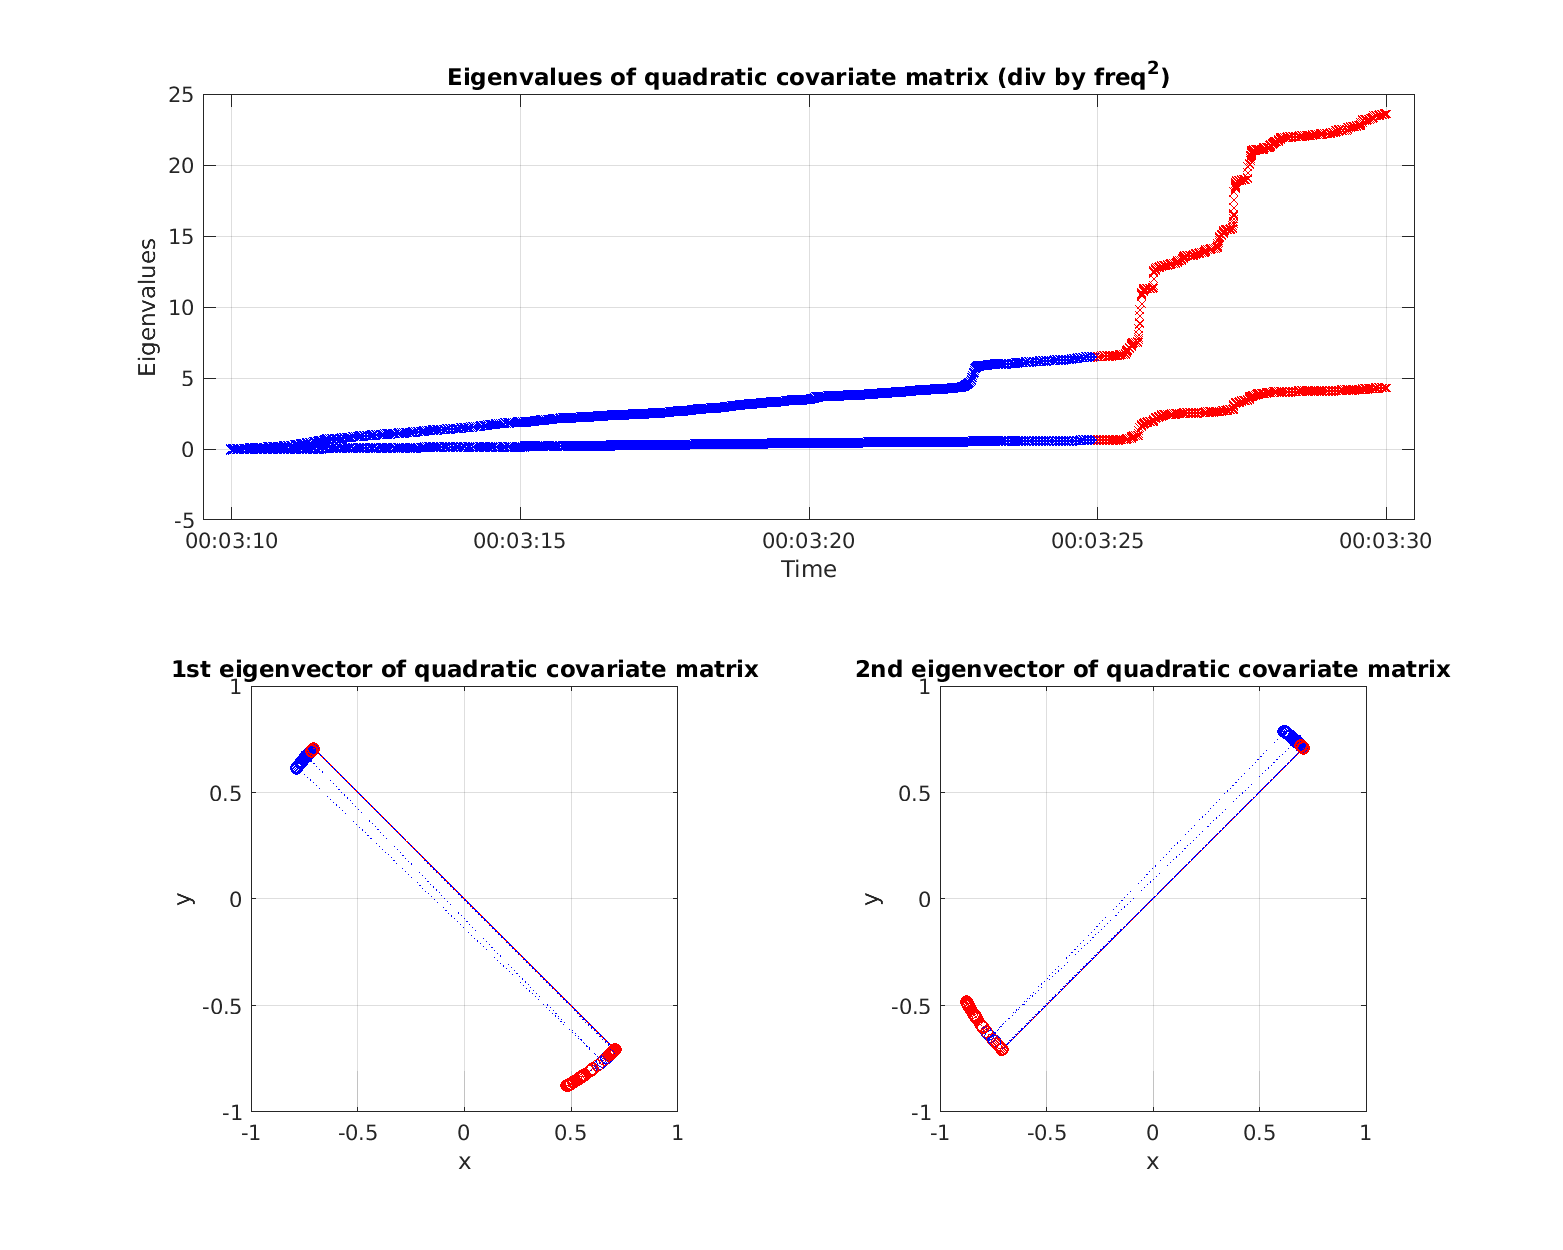 Eigenvalues of quadratic covariate matrix (div by freq²)
25
20
15
10
5
0
-5
Eigenvalues
00:03:10 00:03:15 00:03:20 00:03:25 00:03:30
Time
1st eigenvector of quadratic covariate matrix
1
0.5
0
-0.5
-1
y
-1 -0.5 0 0.5 1
x
2nd eigenvector of quadratic covariate matrix
1
0.5
0
-0.5
-1
y
-1 -0.5 0 0.5 1
x